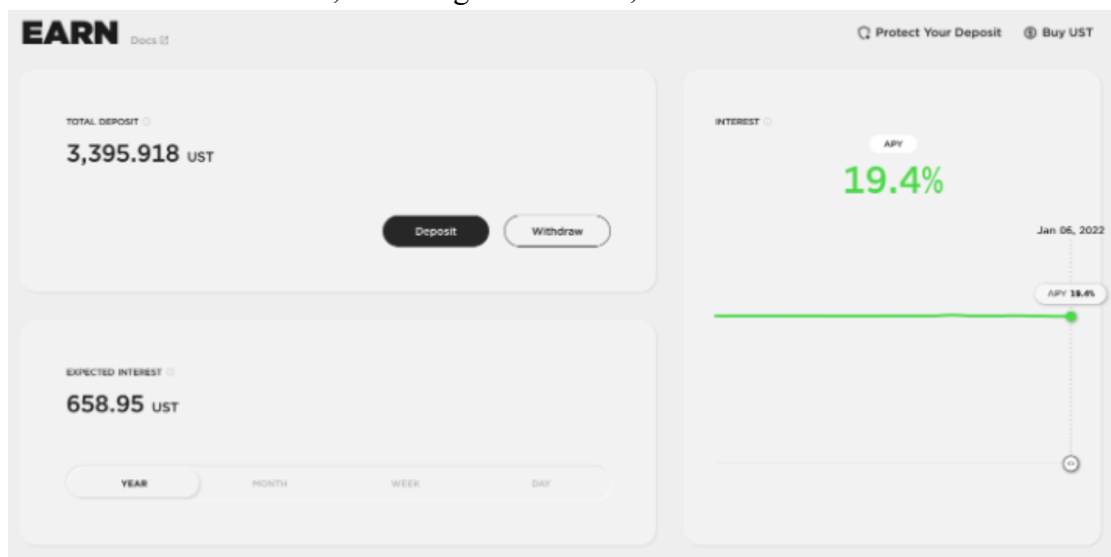 EARN Docs
Protect Your Deposit
Buy UST
TOTAL DEPOSIT
3,395.918 UST
Deposit
Withdraw
EXPECTED INTEREST
658.95 UST
YEAR MONTH WEEK DAY
INTEREST
APY
19.4%
Jan 06, 2022
APY 19.4%